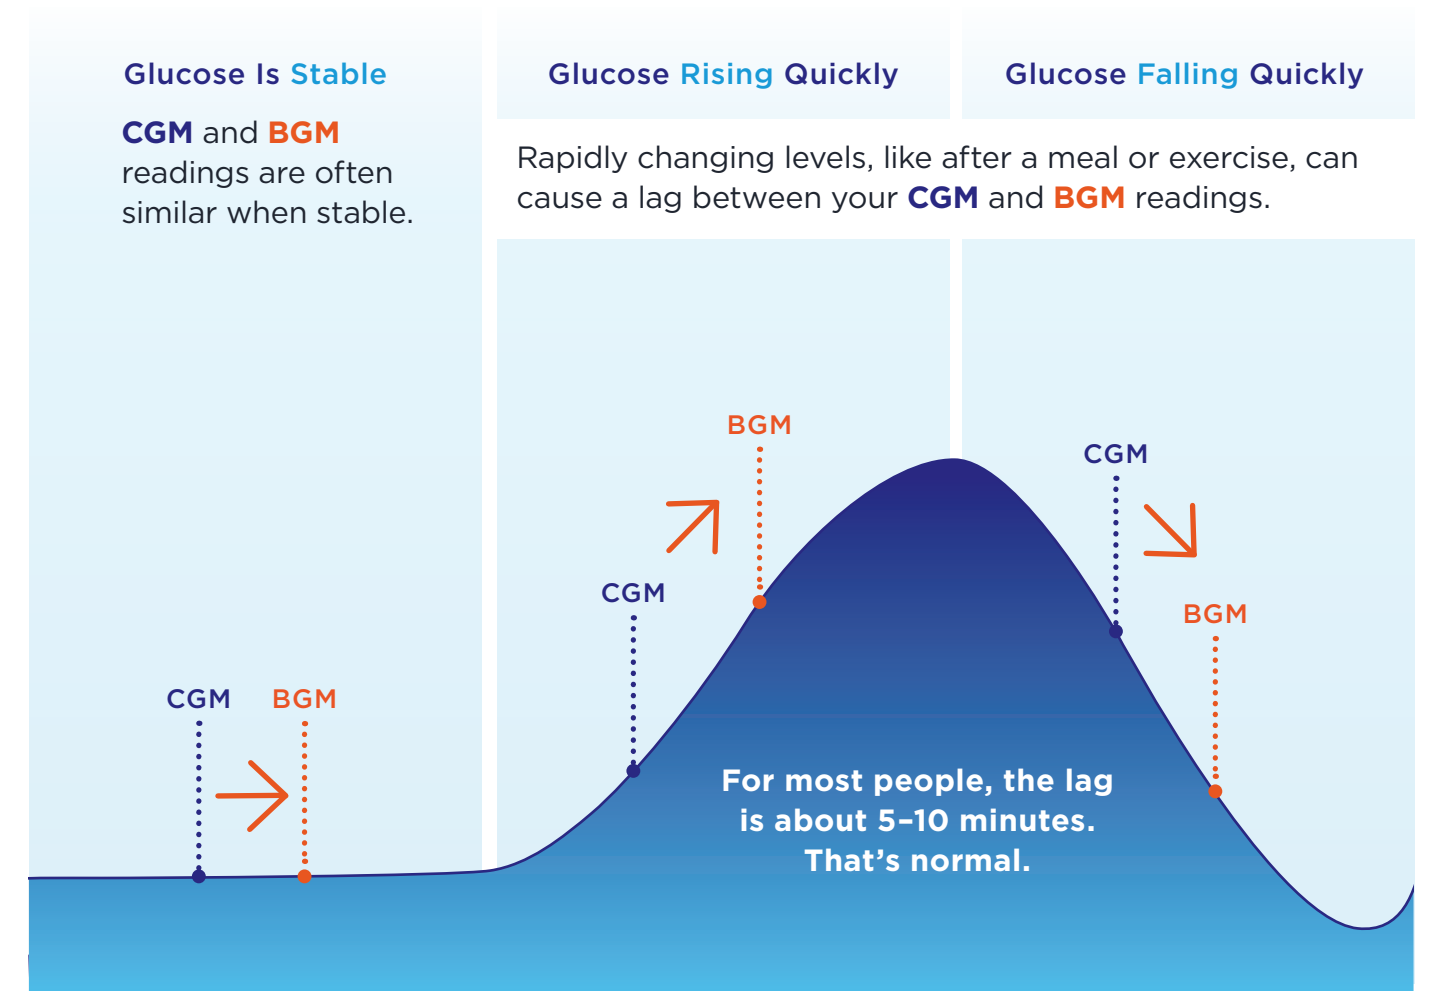 Glucose Is Stable
CGM and BGM
readings are often
similar when stable.
Glucose Rising Quickly
Glucose Falling Quickly
Rapidly changing levels, like after a meal or exercise, can
cause a lag between your CGM and BGM readings.
CGM
BGM
CGM
BGM
CGM
BGM
For most people, the lag
is about 5–10 minutes.
That’s normal.